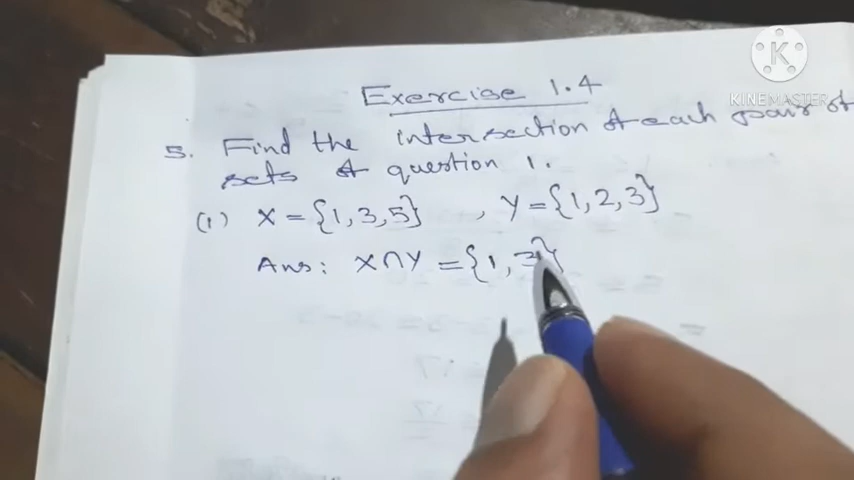 KINEMASTER
Exercise 1.4
5. Find the intersection of each pair of
sets of question 1.
(1) X = {1,3,5} , Y = {1,2,3}
Ans: X∩Y = {1,3}